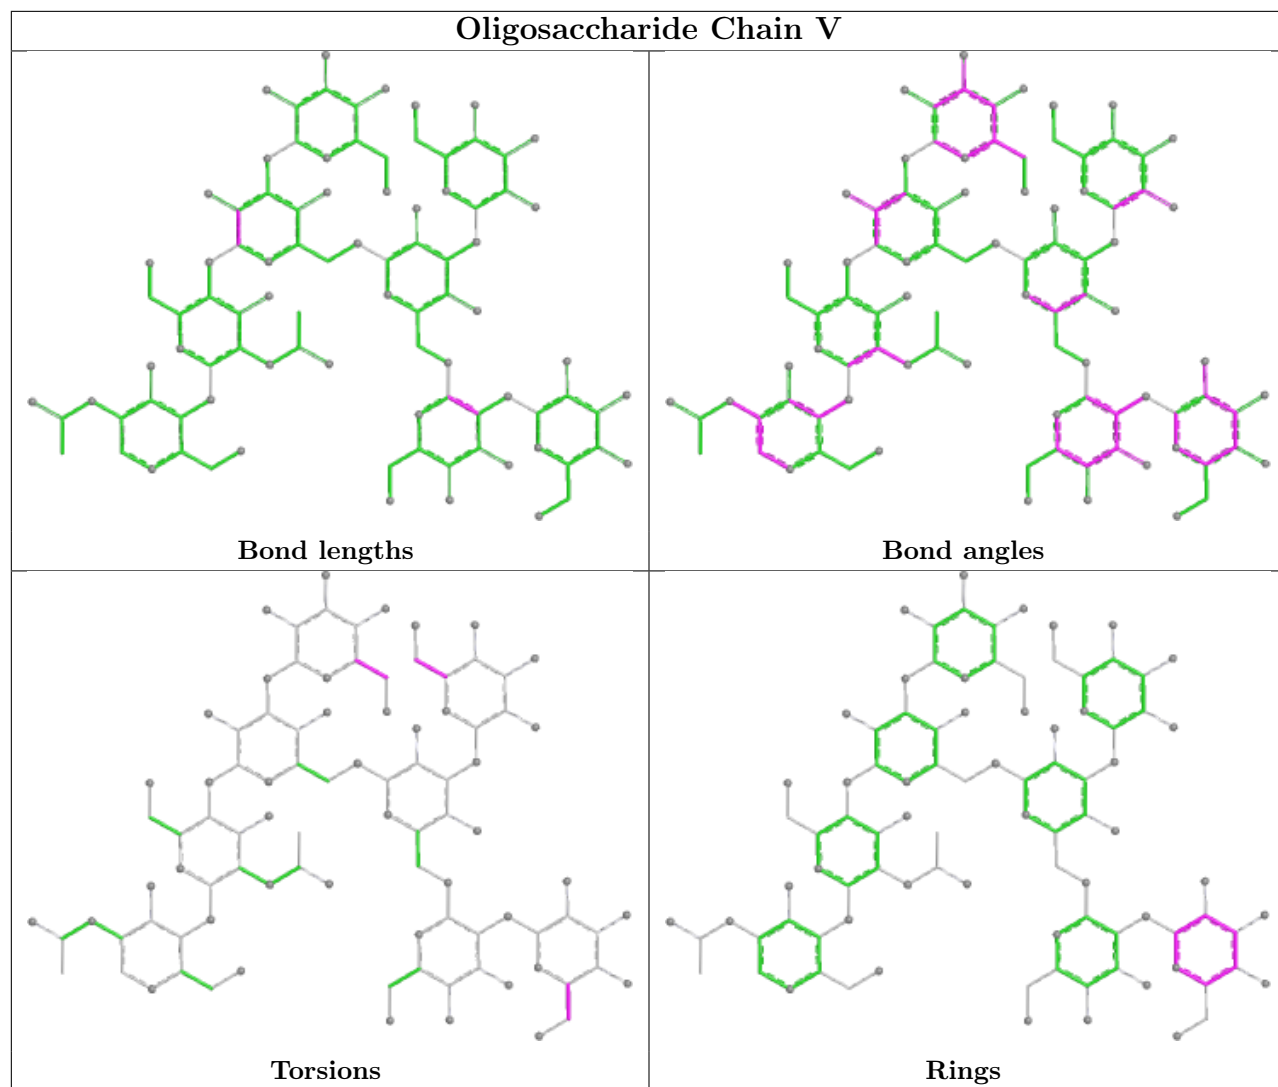 Oligosaccharide Chain V
Bond lengths
Bond angles
Torsions
Rings